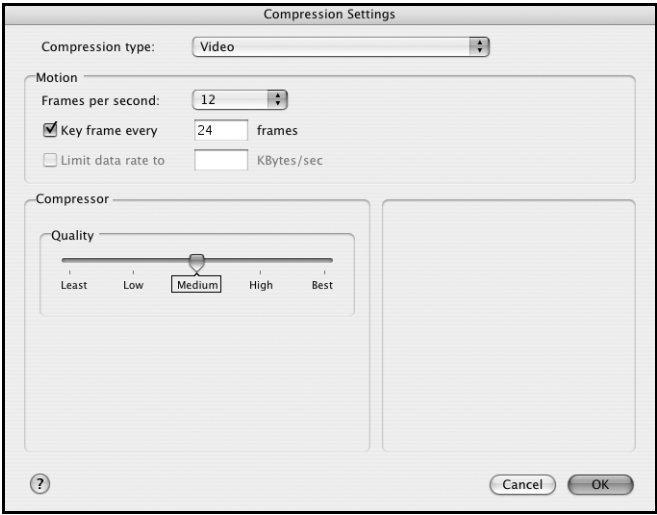 Compression Settings
Compression type: Video
Motion
Frames per second: 12
Key frame every 24 frames
Limit data rate to KBytes/sec
Compressor
Quality
Least Low Medium High Best
? Cancel OK